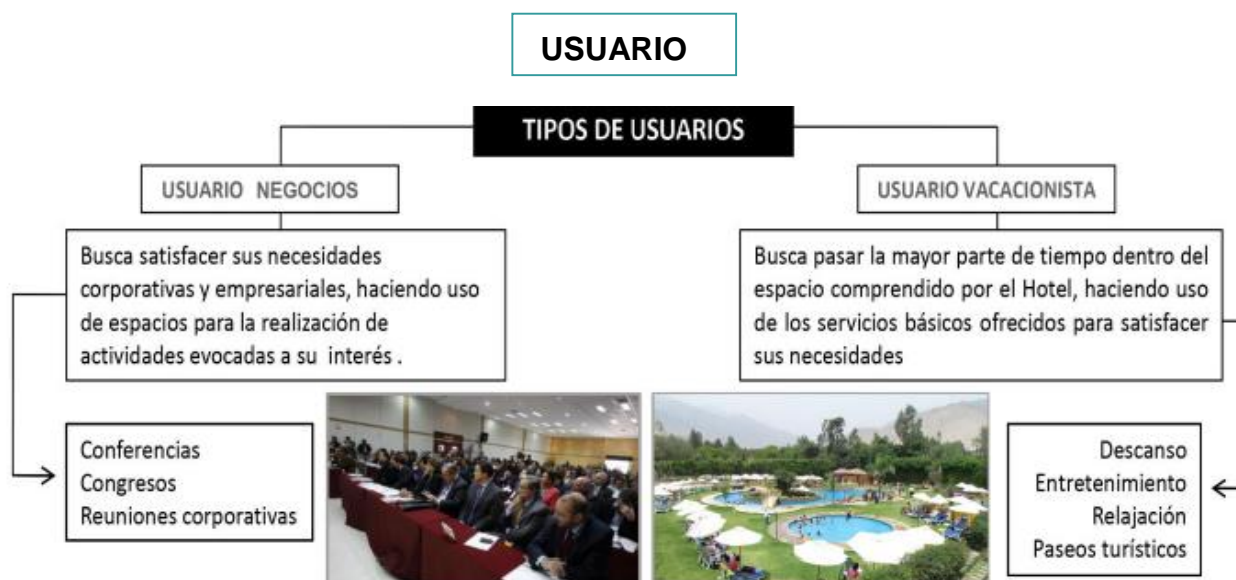 USUARIO
TIPOS DE USUARIOS
USUARIO NEGOCIOS
Busca satisfacer sus necesidades
corporativas y empresariales, haciendo uso
de espacios para la realización de
actividades evocadas a su interés .
Conferencias
Congresos
Reuniones corporativas
USUARIO VACACIONISTA
Busca pasar la mayor parte de tiempo dentro del
espacio comprendido por el Hotel, haciendo uso
de los servicios básicos ofrecidos para satisfacer
sus necesidades
Descanso
Entretenimiento
Relajación
Paseos turísticos